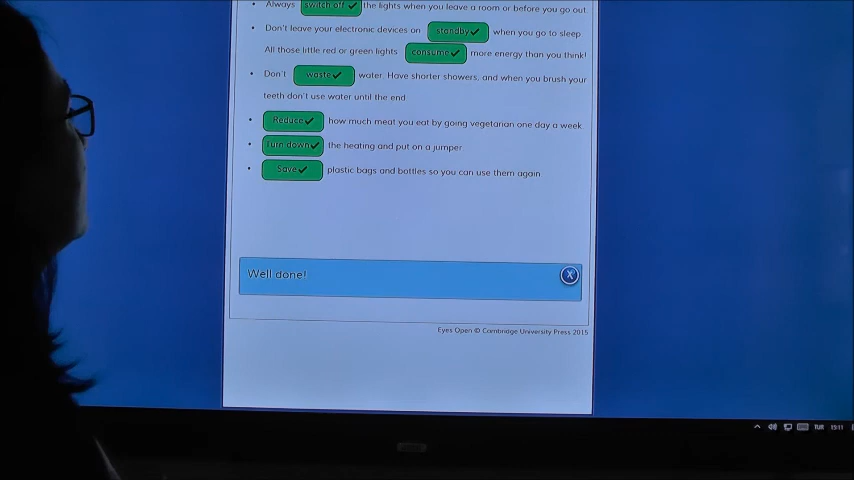 • Always switch off ✓ the lights when you leave a room or before you go out
• Don't leave your electronic devices on standby ✓ when you go to sleep
All those little red or green lights consume ✓ more energy than you think!
• Don't waste ✓ water. Have shorter showers, and when you brush your
teeth don't use water until the end
• Reduce ✓ how much meat you eat by going vegetarian one day a week.
• Turn down ✓ the heating and put on a jumper
• Save ✓ plastic bags and bottles so you can use them again
Well done! X
Eyes Open © Cambridge University Press 2015
TUR 15:11